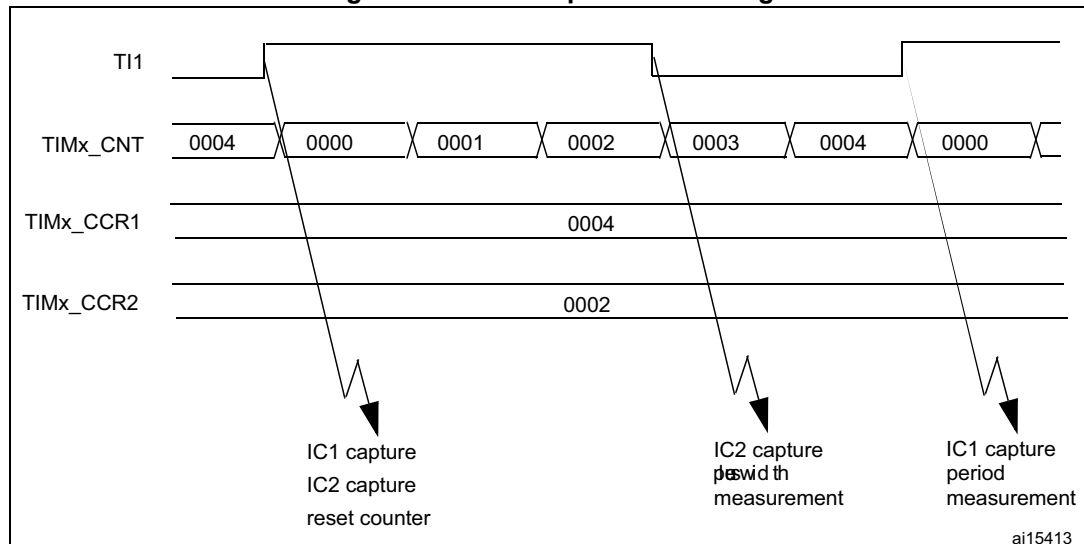 TI1
TIMx_CNT 0004 0000 0001 0002 0003 0004 0000
TIMx_CCR1 0004
TIMx_CCR2 0002
IC1 capture
IC2 capture
reset counter
IC2 capture
measurement
IC1 capture
period
measurement
ai15413